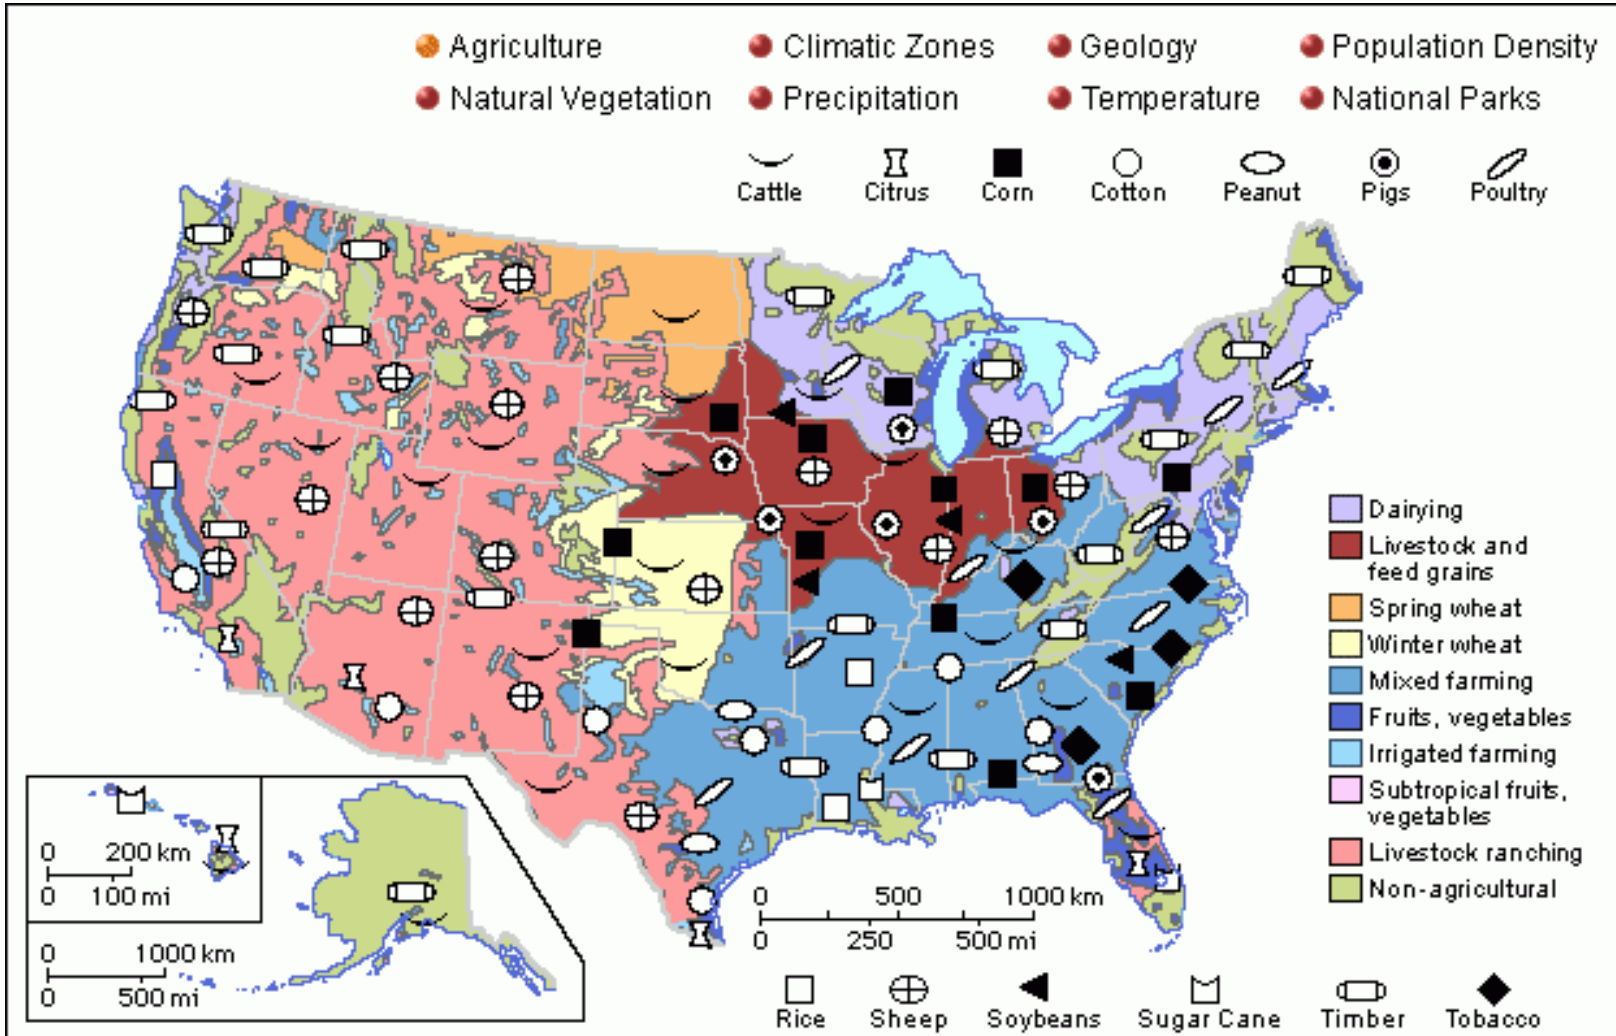 Agriculture Climatic Zones Geology Population Density
Natural Vegetation Precipitation Temperature National Parks
Cattle Citrus Corn Cotton Peanut Pigs Poultry
Dairying
Livestock and
feed grains
Spring wheat
Winter wheat
Mixed farming
Fruits, vegetables
Irrigated farming
Subtropical fruits,
vegetables
Livestock ranching
Non-agricultural
0 200 km
0 100 mi
0 1000 km
0 500 mi
0 500 1000 km
0 250 500 mi
Rice Sheep Soybeans Sugar Cane Timber Tobacco